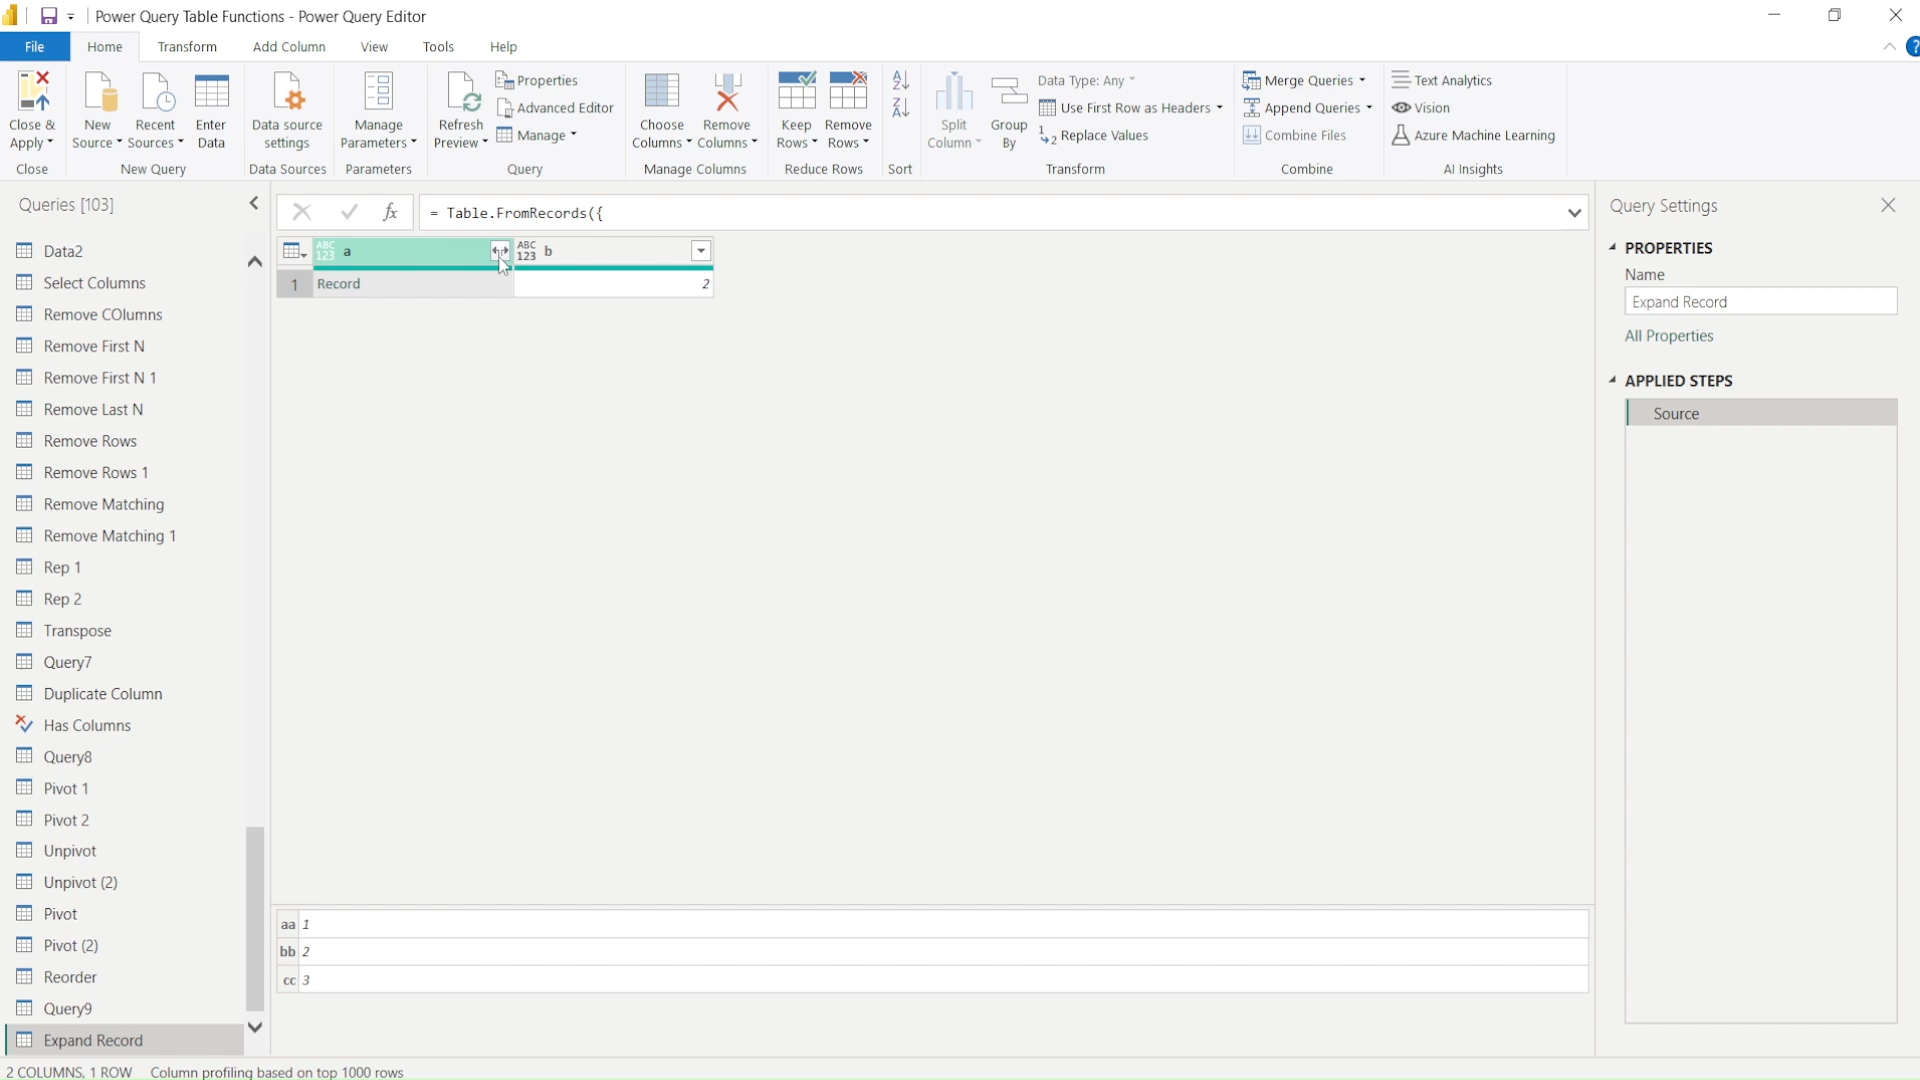 Power Query Table Functions - Power Query Editor
File Home Transform Add Column View Tools Help
Close & Apply
Close
New Source
Recent Sources
Enter Data
New Query
Data source settings
Data Sources
Manage Parameters
Parameters
Refresh Preview
Properties
Advanced Editor
Manage
Query
Choose Columns
Remove Columns
Manage Columns
Keep Rows
Remove Rows
Reduce Rows
Sort
Split Column
Group By
Data Type: Any
Use First Row as Headers
Replace Values
Transform
Merge Queries
Append Queries
Combine Files
Combine
Text Analytics
Vision
Azure Machine Learning
AI Insights
Queries [103]
Data2
Select Columns
Remove COlumns
Remove First N
Remove First N 1
Remove Last N
Remove Rows
Remove Rows 1
Remove Matching
Remove Matching 1
Rep 1
Rep 2
Transpose
Query7
Duplicate Column
Has Columns
Query8
Pivot 1
Pivot 2
Unpivot
Unpivot (2)
Pivot
Pivot (2)
Reorder
Query9
Expand Record
fx = Table.FromRecords({
ABC 123 a ABC 123 b
1 Record 2
aa 1
bb 2
cc 3
Query Settings
PROPERTIES
Name
Expand Record
All Properties
APPLIED STEPS
Source
2 COLUMNS, 1 ROW Column profiling based on top 1000 rows